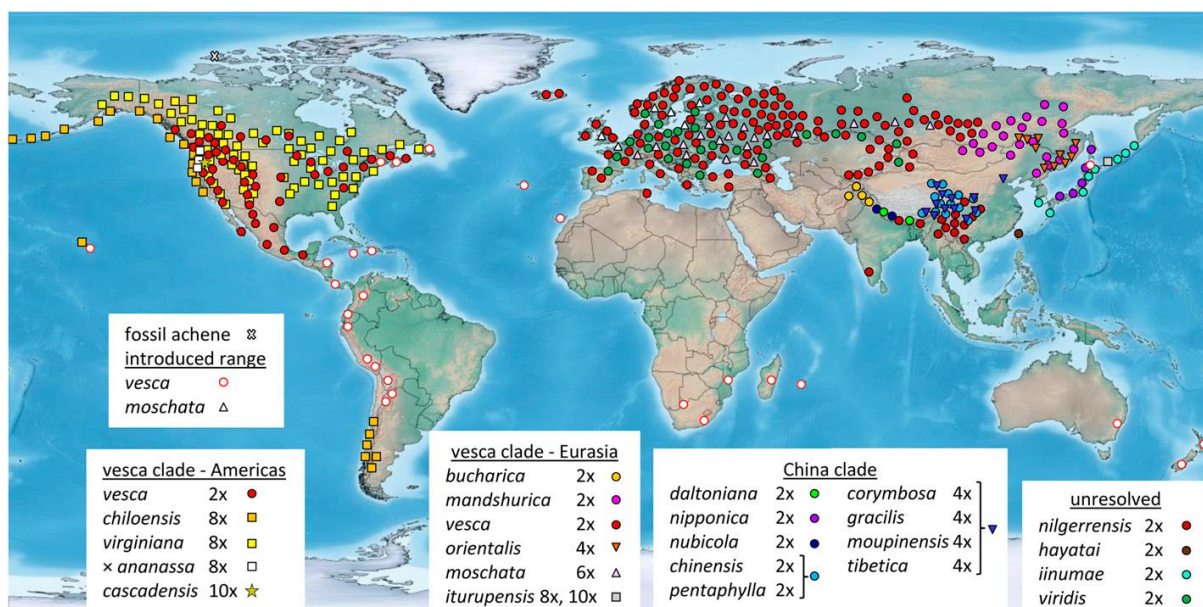 fossil achene
introduced range
vesca
moschata
vesca clade - Americas
vesca 2x
chiloensis 8x
virginiana 8x
× ananassa 8x
cascadensis 10x
vesca clade - Eurasia
bucharica 2x
mandshurica 2x
vesca 2x
orientalis 4x
moschata 6x
iturupensis 8x, 10x
China clade
daltoniana 2x corymbosa 4x
nipponica 2x gracilis 4x
nubicola 2x moupinensis 4x
chinensis 2x tibetica 4x
pentaphylla 2x
unresolved
nilgerrensis 2x
hayatai 2x
iinumae 2x
viridis 2x